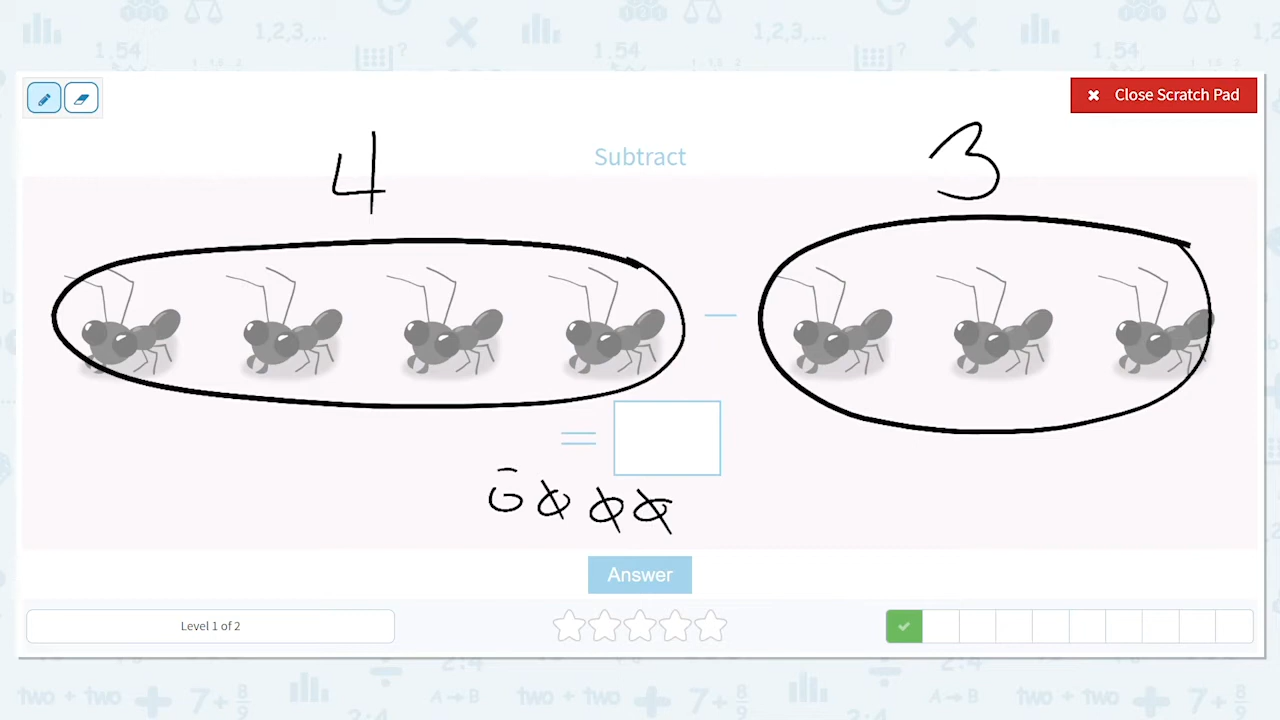 Close Scratch Pad
Subtract
4 3
—
=
Answer
Level 1 of 2